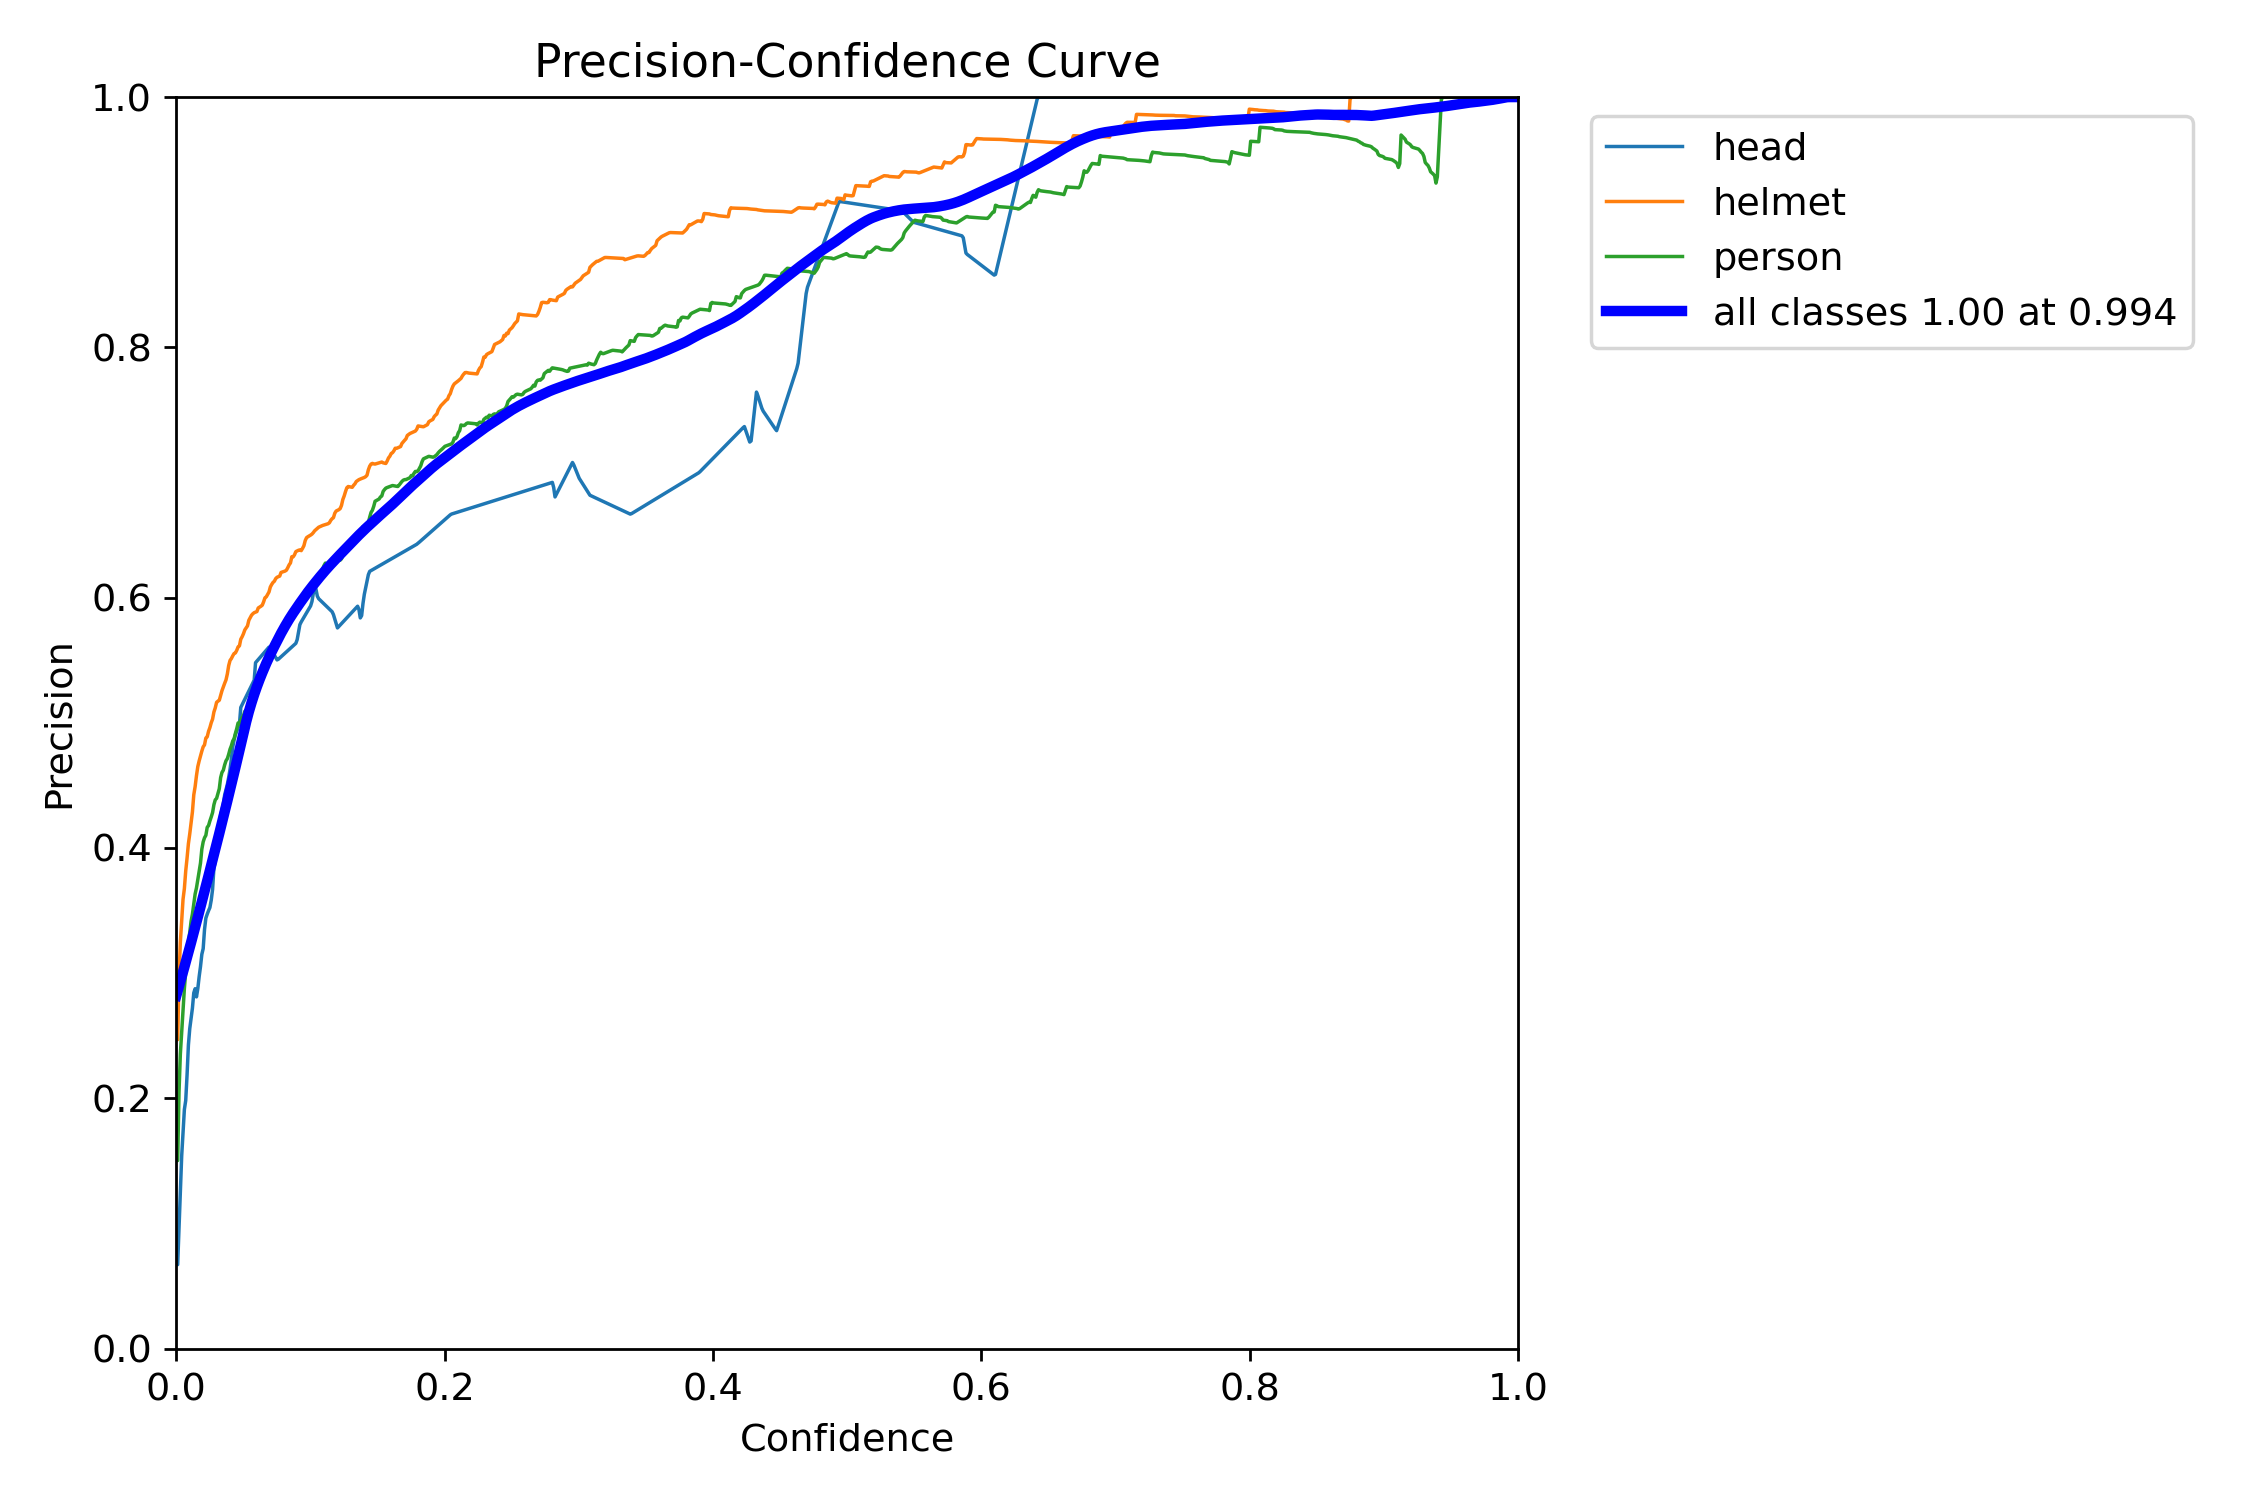 Precision-Confidence Curve
1.0
0.8
0.6
0.4
0.2
0.0
Precision
0.0 0.2 0.4 0.6 0.8 1.0
Confidence
head
helmet
person
all classes 1.00 at 0.994